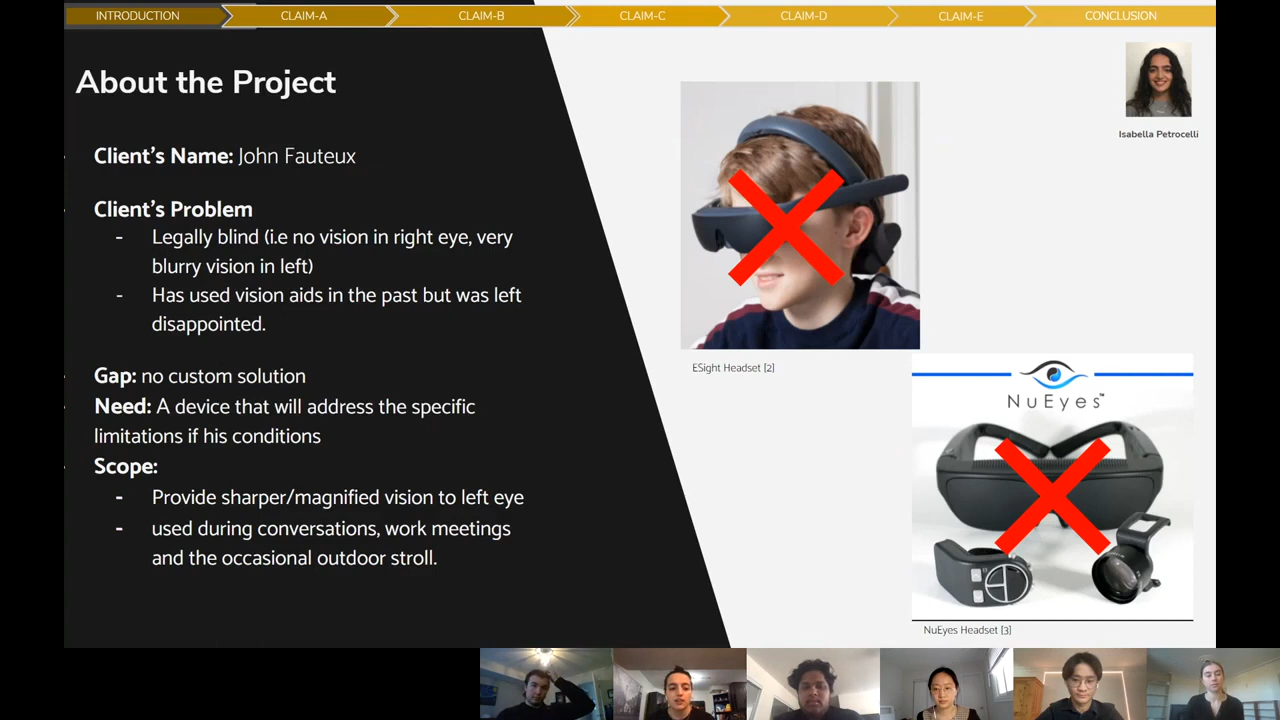 INTRODUCTION
CLAIM-A
CLAIM-B
CLAIM-C
CLAIM-D
CLAIM-E
CONCLUSION
About the Project
Client's Name: John Fauteux
Client's Problem
- Legally blind (i.e no vision in right eye, very
blurry vision in left)
- Has used vision aids in the past but was left
disappointed.
Gap: no custom solution
Need: A device that will address the specific
limitations if his conditions
Scope:
- Provide sharper/magnified vision to left eye
- used during conversations, work meetings
and the occasional outdoor stroll.
Isabella Petrocelli
ESight Headset [2]
NuEyes™
NuEyes Headset [3]